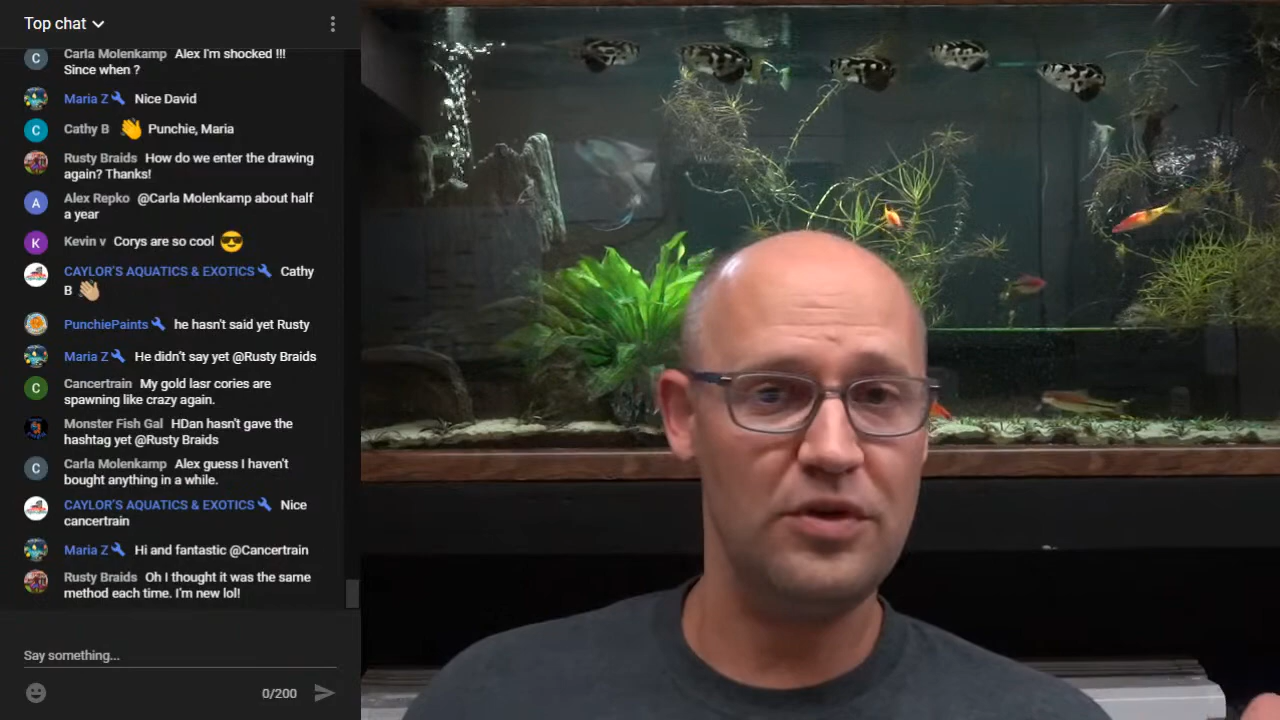 Top chat
Carla Molenkamp Alex I'm shocked !!!
Since when ?
Maria Z Nice David
C
Cathy B 👋 Punchie, Maria
Rusty Braids How do we enter the drawing
again? Thanks!
A
Alex Repko @Carla Molenkamp about half
a year
K
Kevin v Corys are so cool 😎
CAYLOR'S AQUATICS & EXOTICS Cathy
B 👋🏼
PunchiePaints he hasn't said yet Rusty
Maria Z He didn't say yet @Rusty Braids
C
Cancertrain My gold lasr cories are
spawning like crazy again.
Monster Fish Gal HDan hasn't gave the
hashtag yet @Rusty Braids
C
Carla Molenkamp Alex guess I haven't
bought anything in a while.
CAYLOR'S AQUATICS & EXOTICS Nice
cancertrain
Maria Z Hi and fantastic @Cancertrain
Rusty Braids Oh I thought it was the same
method each time. I'm new lol!
Say something...
0/200